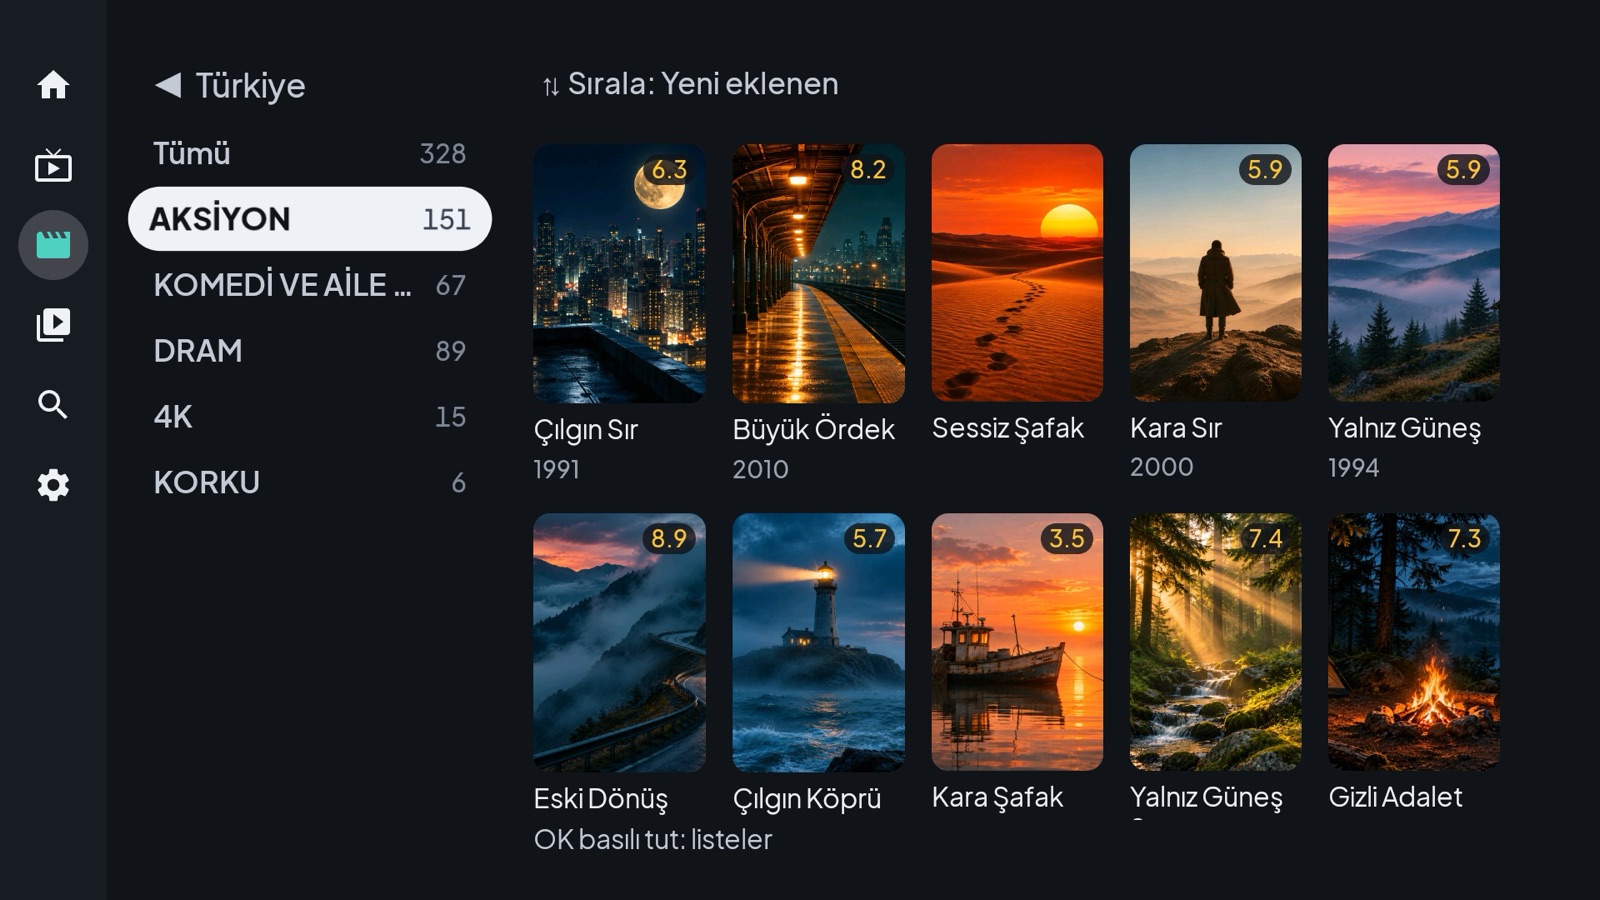 ◀ Türkiye
Tümü 328
AKSİYON 151
KOMEDİ VE AİLE ... 67
DRAM 89
4K 15
KORKU 6
↑↓ Sırala: Yeni eklenen
6.3
8.2
5.9
5.9
Çılgın Sır
Büyük Ördek
Sessiz Şafak
Kara Sır
Yalnız Güneş
1991
2010
2000
1994
8.9
5.7
3.5
7.4
7.3
Eski Dönüş
Çılgın Köprü
Kara Şafak
Yalnız Güneş
Gizli Adalet
OK basılı tut: listeler